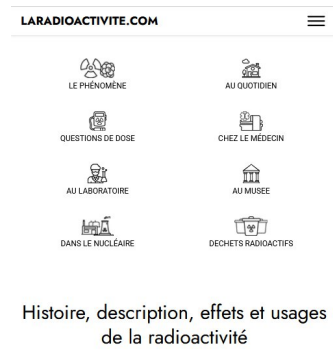 LARADIOACTIVITE.COM
LE PHÉNOMÈNE
AU QUOTIDIEN
QUESTIONS DE DOSE
CHEZ LE MÉDECIN
AU LABORATOIRE
AU MUSEE
DANS LE NUCLÉAIRE
DECHETS RADIOACTIFS
Histoire, description, effets et usages
de la radioactivité